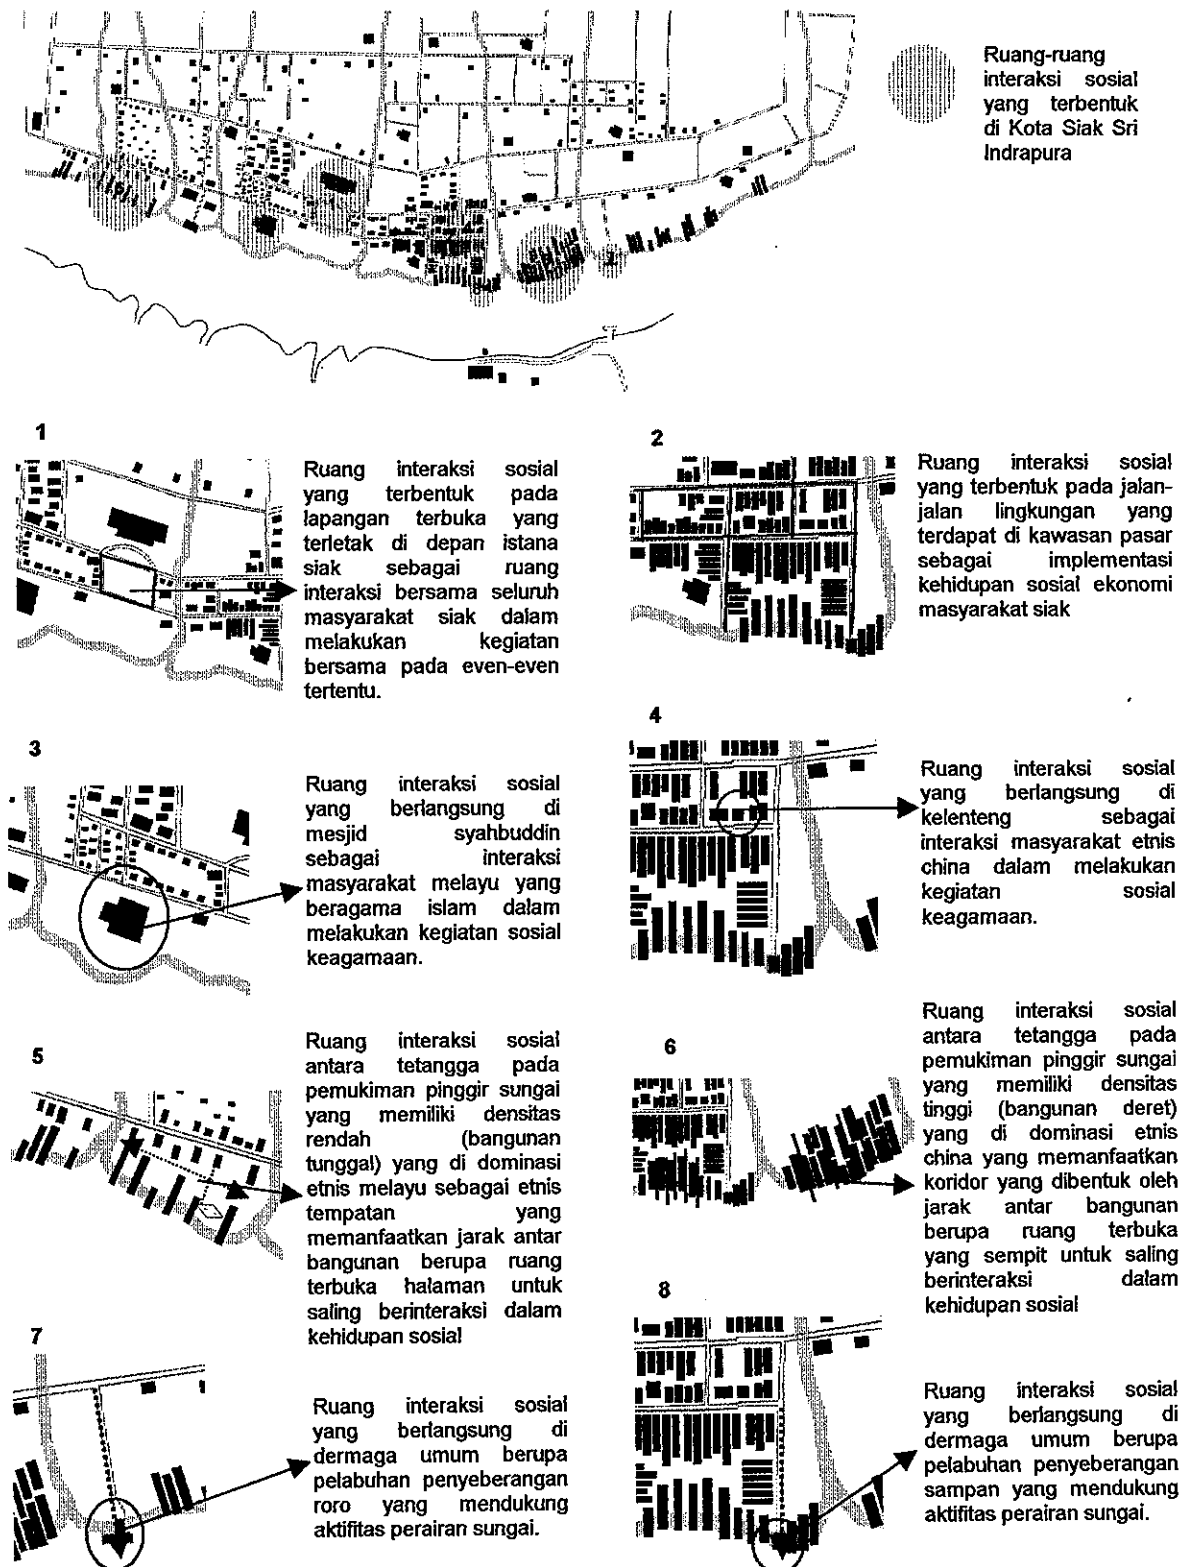 Ruang-ruang
interaksi sosial
yang terbentuk
di Kota Siak Sri
Indrapura
1
Ruang interaksi sosial
yang terbentuk pada
lapangan terbuka yang
terletak di depan istana
siak sebagai ruang
interaksi bersama seluruh
masyarakat siak dalam
melakukan kegiatan
bersama pada even-even
tertentu.
2
Ruang interaksi sosial
yang terbentuk pada jalan-
jalan lingkungan yang
terdapat di kawasan pasar
sebagai implementasi
kehidupan sosial ekonomi
masyarakat siak
3
Ruang interaksi sosial
yang berlangsung di
mesjid syahbuddin
sebagai interaksi
masyarakat melayu yang
beragama islam dalam
melakukan kegiatan sosial
keagamaan.
4
Ruang interaksi sosial
yang berlangsung di
kelenteng sebagai
interaksi masyarakat etnis
china dalam melakukan
kegiatan sosial
keagamaan.
5
Ruang interaksi sosial
antara tetangga pada
pemukiman pinggir sungai
yang memiliki densitas
rendah (bangunan
tunggal) yang di dominasi
etnis melayu sebagai etnis
tempatan yang
memanfaatkan jarak antar
bangunan berupa ruang
terbuka halaman untuk
saling berinteraksi dalam
kehidupan sosial
6
Ruang interaksi sosial
antara tetangga pada
pemukiman pinggir sungai
yang memiliki densitas
tinggi (bangunan deret)
yang di dominasi etnis
china yang memanfaatkan
koridor yang dibentuk oleh
jarak antar bangunan
berupa ruang terbuka
yang sempit untuk saling
berinteraksi dalam
kehidupan sosial
7
Ruang interaksi sosial
yang berlangsung di
dermaga umum berupa
pelabuhan penyeberangan
roro yang mendukung
aktifitas perairan sungai.
8
Ruang interaksi sosial
yang berlangsung di
dermaga umum berupa
pelabuhan penyeberangan
sampan yang mendukung
aktifitas perairan sungai.